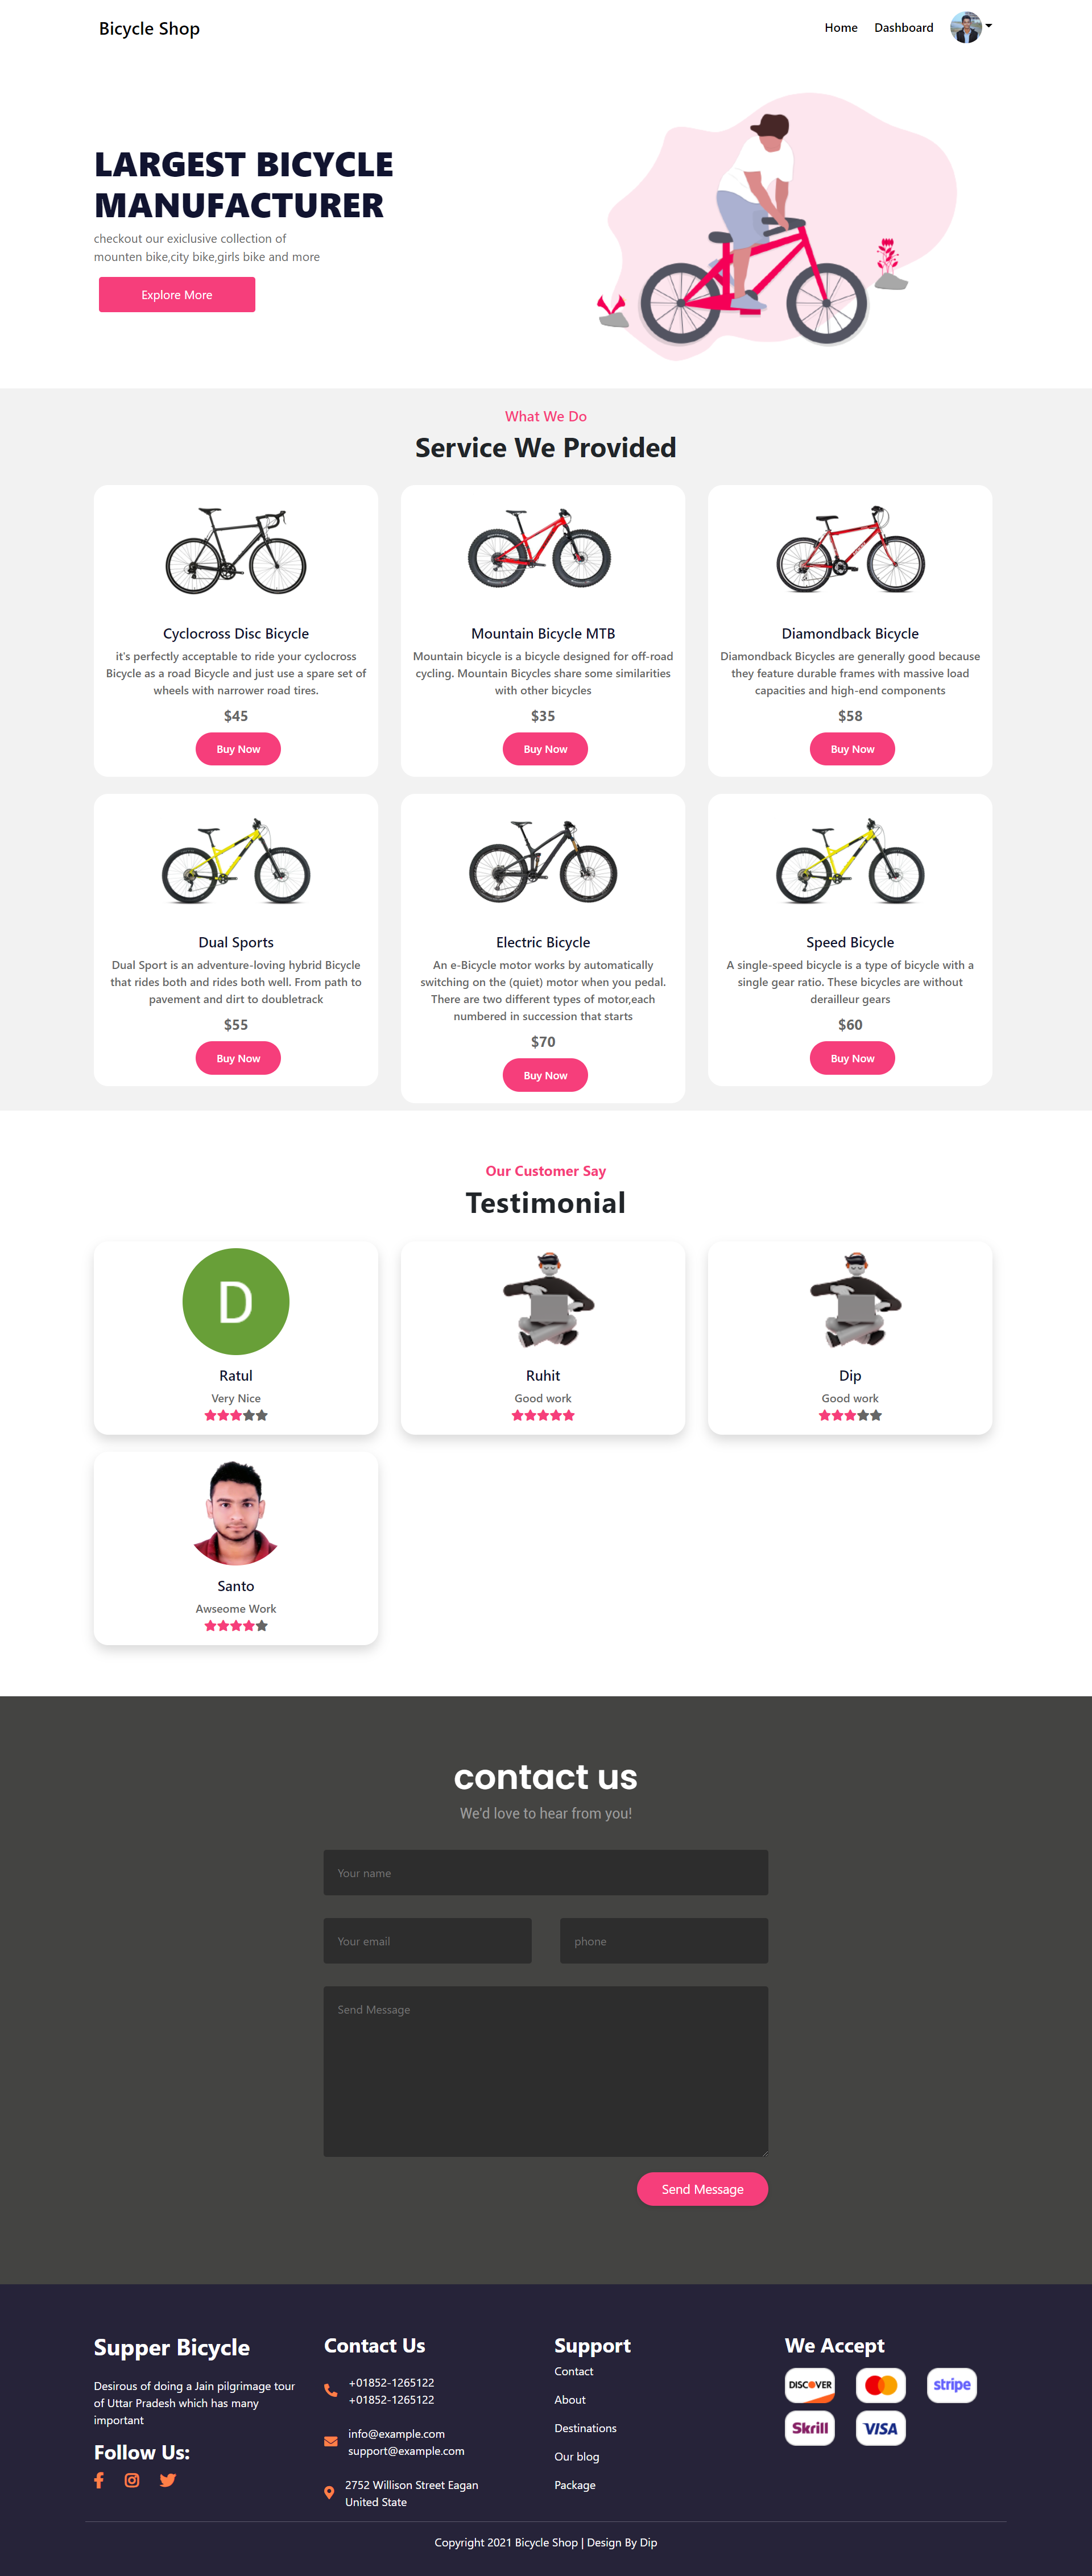 Bicycle Shop
Home
Dashboard
LARGEST BICYCLE
MANUFACTURER
checkout our exiclusive collection of
mounten bike,city bike,girls bike and more
Explore More
What We Do
Service We Provided
Cyclocross Disc Bicycle
it's perfectly acceptable to ride your cyclocross
Bicycle as a road Bicycle and just use a spare set of
wheels with narrower road tires.
$45
Buy Now
Mountain Bicycle MTB
Mountain bicycle is a bicycle designed for off-road
cycling. Mountain Bicycles share some similarities
with other bicycles
$35
Buy Now
Diamondback Bicycle
Diamondback Bicycles are generally good because
they feature durable frames with massive load
capacities and high-end components
$58
Buy Now
Dual Sports
Dual Sport is an adventure-loving hybrid Bicycle
that rides both and rides both well. From path to
pavement and dirt to doubletrack
$55
Buy Now
Electric Bicycle
An e-Bicycle motor works by automatically
switching on the (quiet) motor when you pedal.
There are two different types of motor,each
numbered in succession that starts
$70
Buy Now
Speed Bicycle
A single-speed bicycle is a type of bicycle with a
single gear ratio. These bicycles are without
derailleur gears
$60
Buy Now
Our Customer Say
Testimonial
D
Ratul
Very Nice
Ruhit
Good work
Dip
Good work
Santo
Awseome Work
contact us
We'd love to hear from you!
Your name
Your email
phone
Send Message
Send Message
Supper Bicycle
Desirous of doing a Jain pilgrimage tour
of Uttar Pradesh which has many
important
Follow Us:
Contact Us
+01852-1265122
+01852-1265122
info@example.com
support@example.com
2752 Willison Street Eagan
United State
Support
Contact
About
Destinations
Our blog
Package
We Accept
DISCOVER
stripe
Skrill
VISA
Copyright 2021 Bicycle Shop | Design By Dip